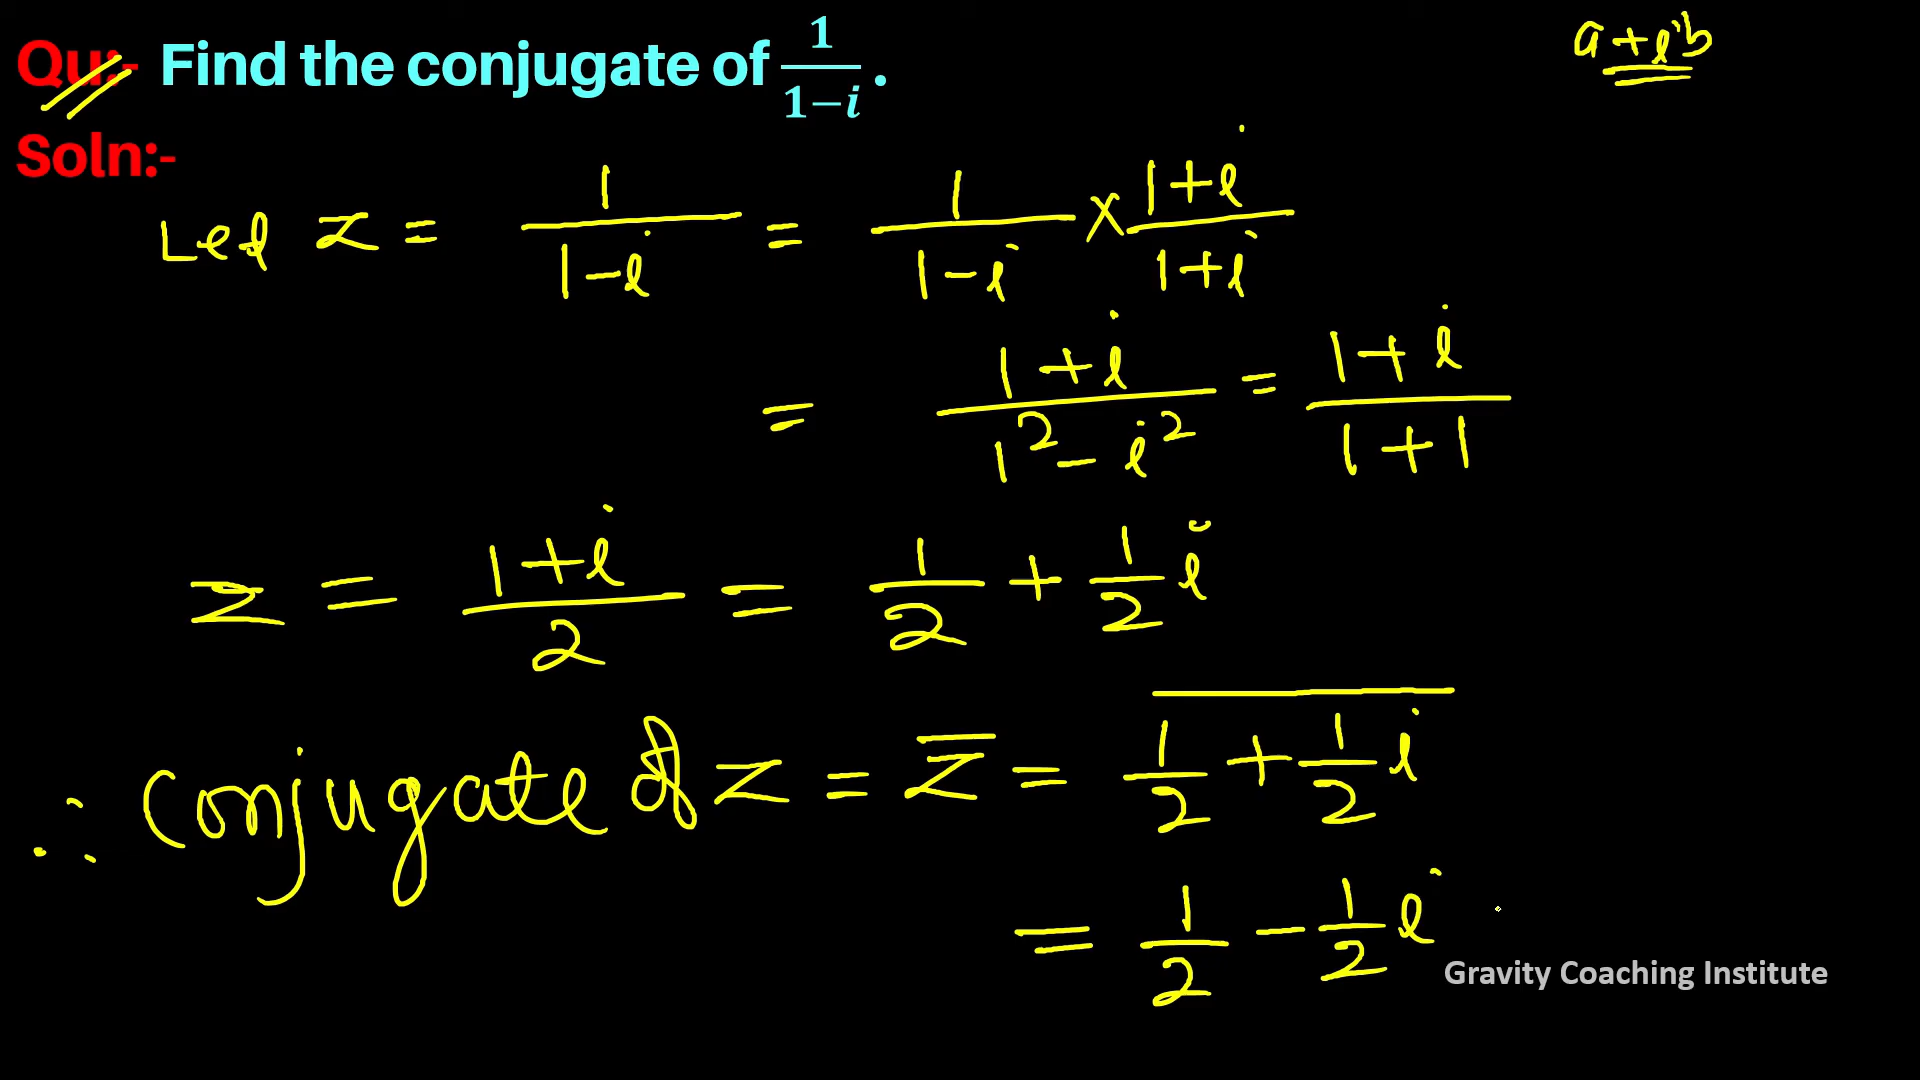 Qu:- Find the conjugate of 1/(1−i).
a+ib
Soln:-
Let z = 1/(1-i) = 1/(1-i) × (1+i)/(1+i)
= (1+i)/(1²-i²) = (1+i)/(1+1)
z = (1+i)/2 = 1/2 + 1/2 i
∴ Conjugate of z = z̅ = \overline{1/2 + 1/2 i}
= 1/2 - 1/2 i
Gravity Coaching Institute